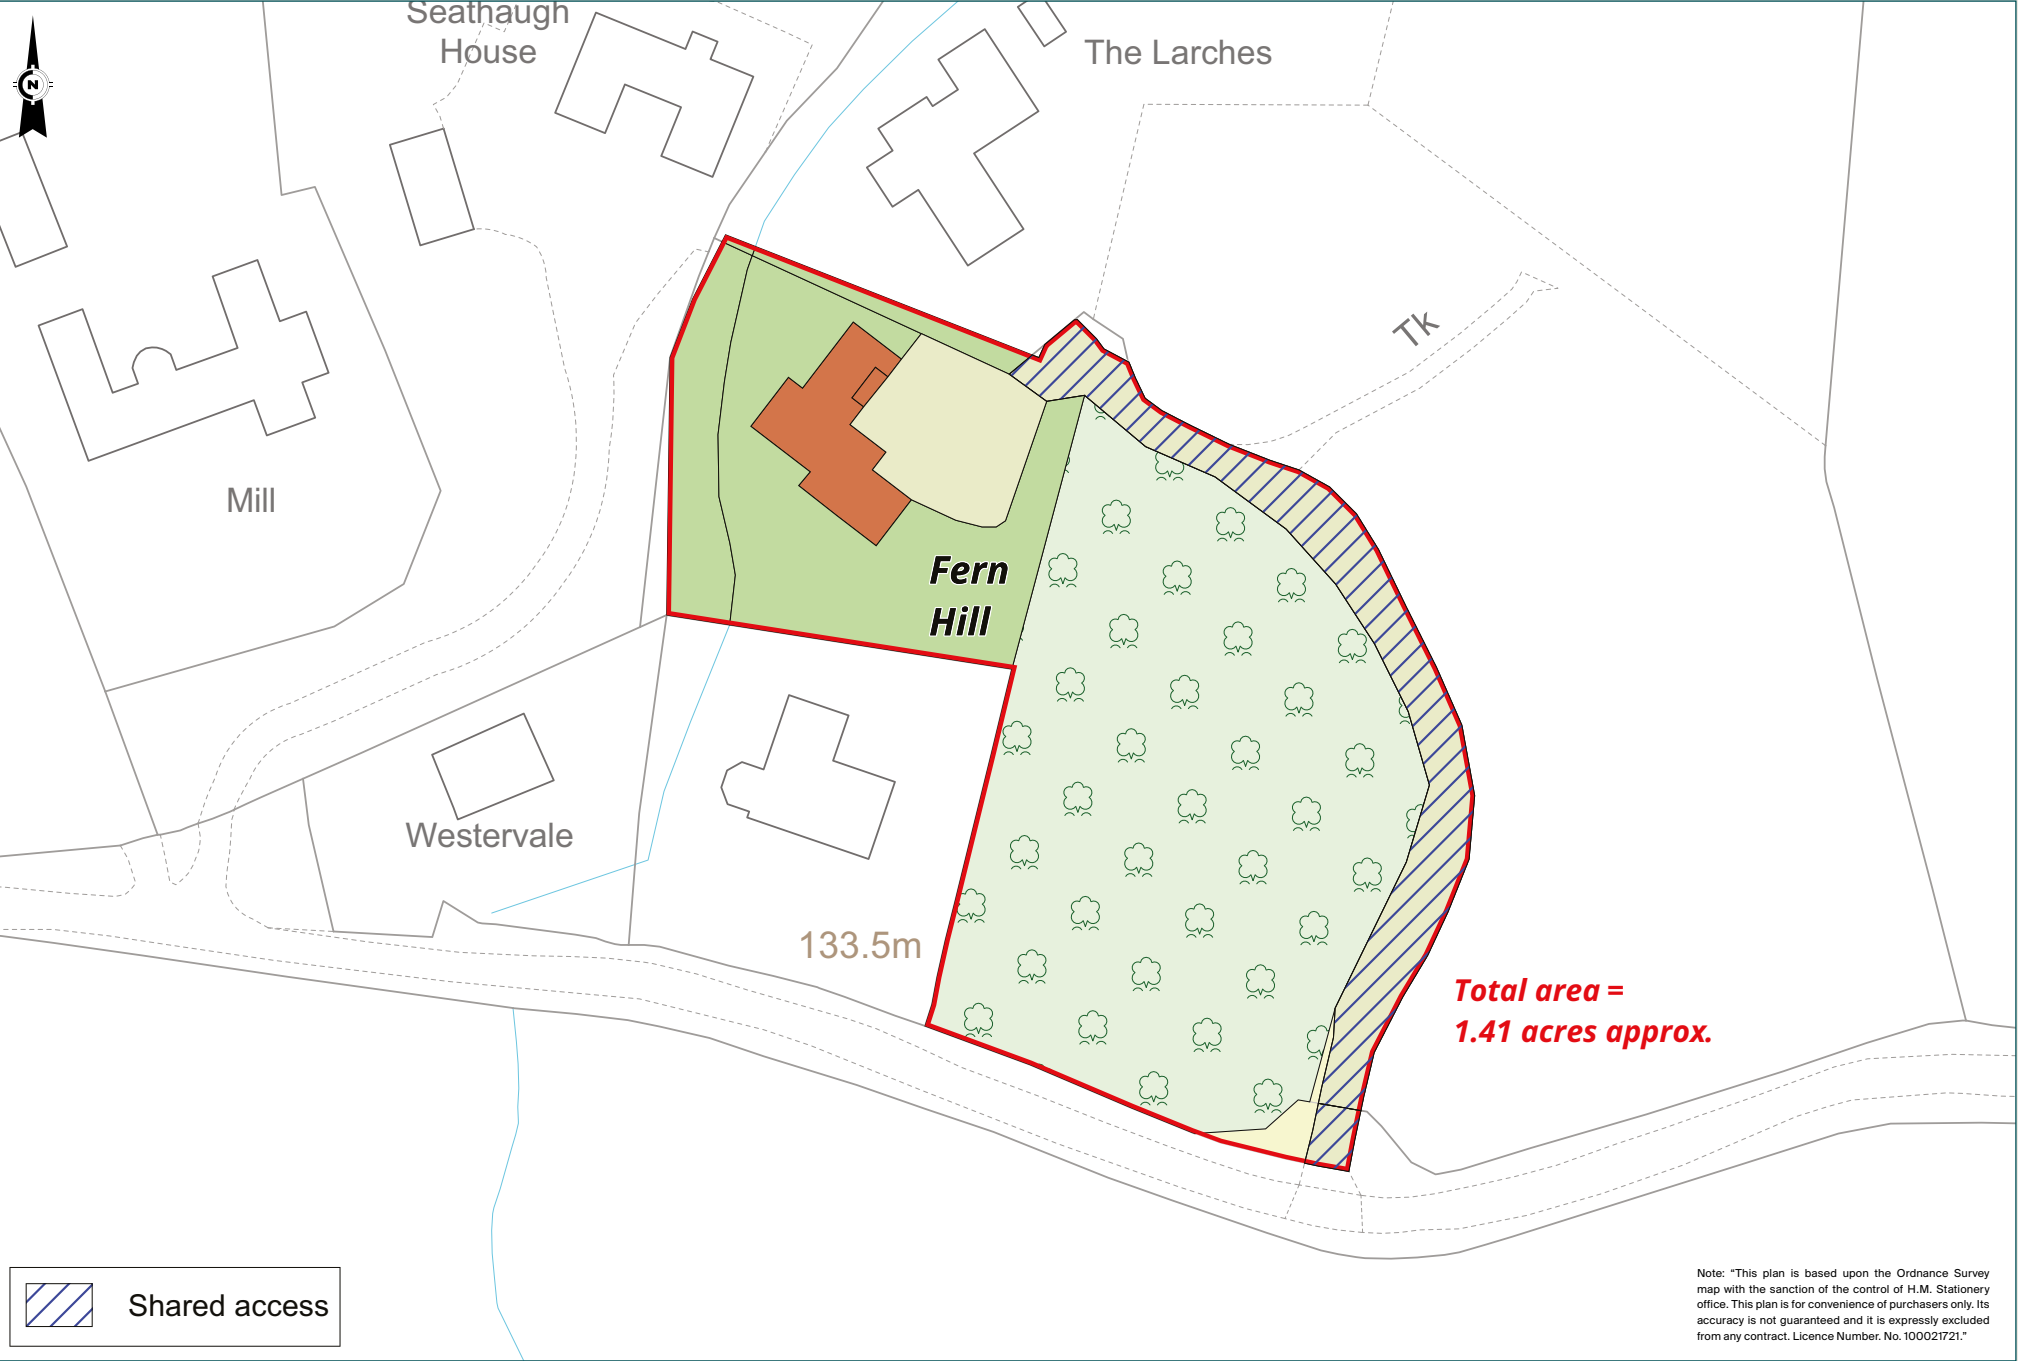 Seathaugh
House
The Larches
N
Tk
Mill
Fern
Hill
Westervale
133.5m
Total area =
1.41 acres approx.
Shared access
Note: “This plan is based upon the Ordnance Survey
map with the sanction of the control of H.M. Stationery
office. This plan is for convenience of purchasers only. Its
accuracy is not guaranteed and it is expressly excluded
from any contract. Licence Number. No. 100021721.”